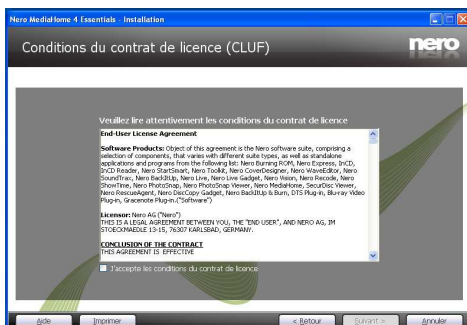 Nero MediaHome 4 Essentials - Installation
Conditions du contrat de licence (CLUF)
nero
Veuillez lire attentivement les conditions du contrat de licence
End-User License Agreement
Software Products: Object of this agreement is the Nero software suite, comprising a
selection of components, that varies with different suite types, as well as standalone
applications and programs from the following list: Nero Burning ROM, Nero Express, InCD,
InCD Reader, Nero StartSmart, Nero Toolkit, Nero CoverDesigner, Nero WaveEditor, Nero
SoundTrax, Nero BackItUp, Nero Live, Nero Live Gadget, Nero Vision, Nero Recode, Nero
ShowTime, Nero PhotoSnap, Nero PhotoSnap Viewer, Nero MediaHome, SecurDisc Viewer,
Nero RescueAgent, Nero DiscCopy Gadget, Nero BackItUp & Burn, DTS Plug-in, Blu-ray Video
Plug-in, Gracenote Plug-in.("Software")
Licensor: Nero AG ("Nero")
THIS IS A LEGAL AGREEMENT BETWEEN YOU, THE "END USER", AND NERO AG, IM
STOECKMAEDLE 13-15, 76307 KARLSBAD, GERMANY.
CONCLUSION OF THE CONTRACT
THIS AGREEMENT IS EFFECTIVE
J'accepte les conditions du contrat de licence
Aide Imprimer < Retour Suivant > Annuler